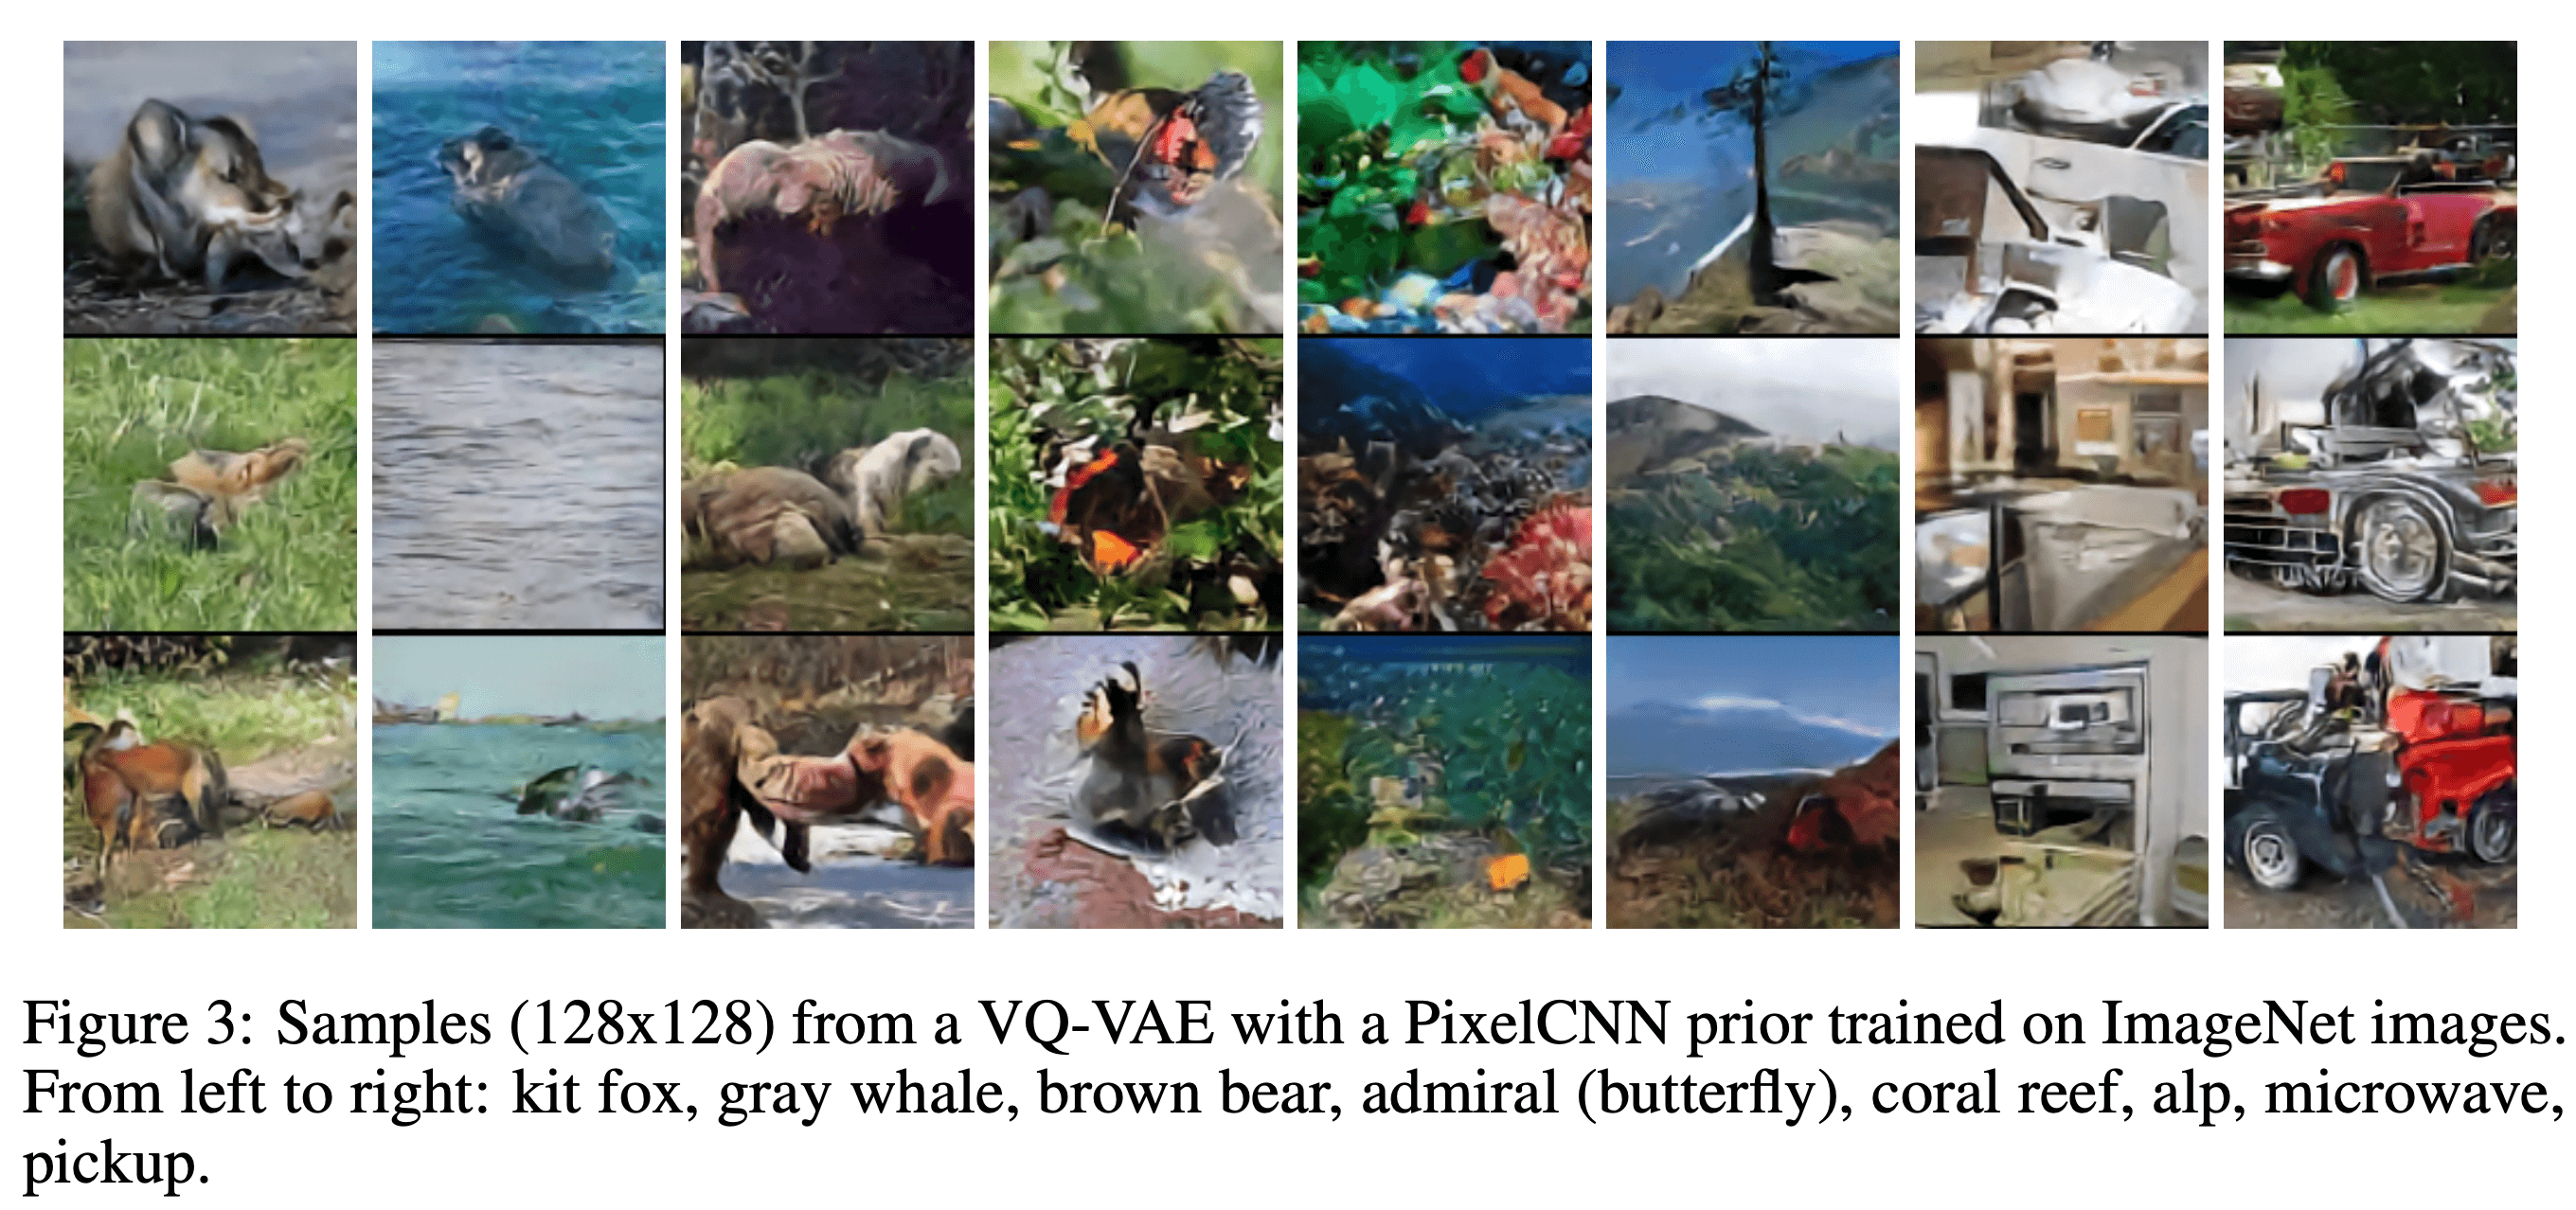 Figure 3: Samples (128x128) from a VQ-VAE with a PixelCNN prior trained on ImageNet images.
From left to right: kit fox, gray whale, brown bear, admiral (butterfly), coral reef, alp, microwave,
pickup.